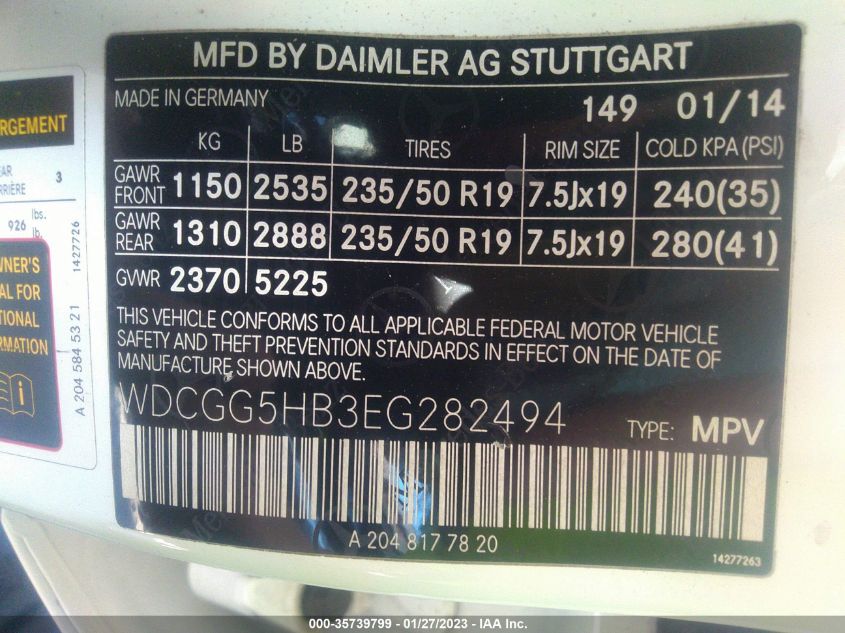 MFD BY DAIMLER AG STUTTGART
MADE IN GERMANY 149 01/14
KG LB TIRES RIM SIZE COLD KPA (PSI)
GAWR FRONT 1150 2535 235/50 R19 7.5Jx19 240(35)
GAWR REAR 1310 2888 235/50 R19 7.5Jx19 280(41)
GVWR 2370 5225
THIS VEHICLE CONFORMS TO ALL APPLICABLE FEDERAL MOTOR VEHICLE
SAFETY AND THEFT PREVENTION STANDARDS IN EFFECT ON THE DATE OF
MANUFACTURE SHOWN ABOVE.
WDCGG5HB3EG282494 TYPE: MPV
A 204 817 78 20
14277263
RGEMENT
3
926 lbs.
lb.
WNER'S
AL FOR
TIONAL
RMATION
1427726
A 204 584 53 21
000-35739799 - 01/27/2023 - IAA Inc.